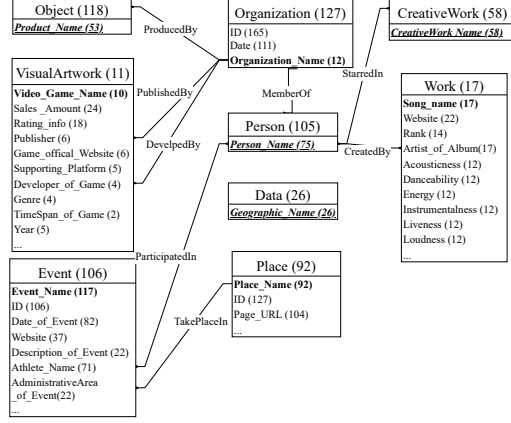 Object (118)
Product_Name (53)
ProducedBy
Organization (127)
ID (165)
Date (111)
Organization_Name (12)
CreativeWork (58)
CreativeWork Name (58)
StarredIn
VisualArtwork (11)
Video_Game_Name (10)
Sales _Amount (24)
Rating_info (18)
Publisher (6)
Game_offical_Website (6)
Supporting_Platform (5)
Developer_of_Game (4)
Genre (4)
TimeSpan_of_Game (2)
Year (5)
...
PublishedBy
DevelpedBy
MemberOf
Person (105)
Person_Name (75)
CreatedBy
Work (17)
Song_name (17)
Website (22)
Rank (14)
Artist_of_Album(17)
Acousticness (12)
Danceability (12)
Energy (12)
Instrumentalness (12)
Liveness (12)
Loudness (12)
...
Data (26)
Geographic_Name (26)
ParticipatedIn
Event (106)
Event_Name (117)
ID (106)
Date_of_Event (82)
Website (37)
Description_of_Event (22)
Athlete_Name (71)
AdministrativeArea
_of_Event(22)
...
TakePlaceIn
Place (92)
Place_Name (92)
ID (127)
Page_URL (104)
...